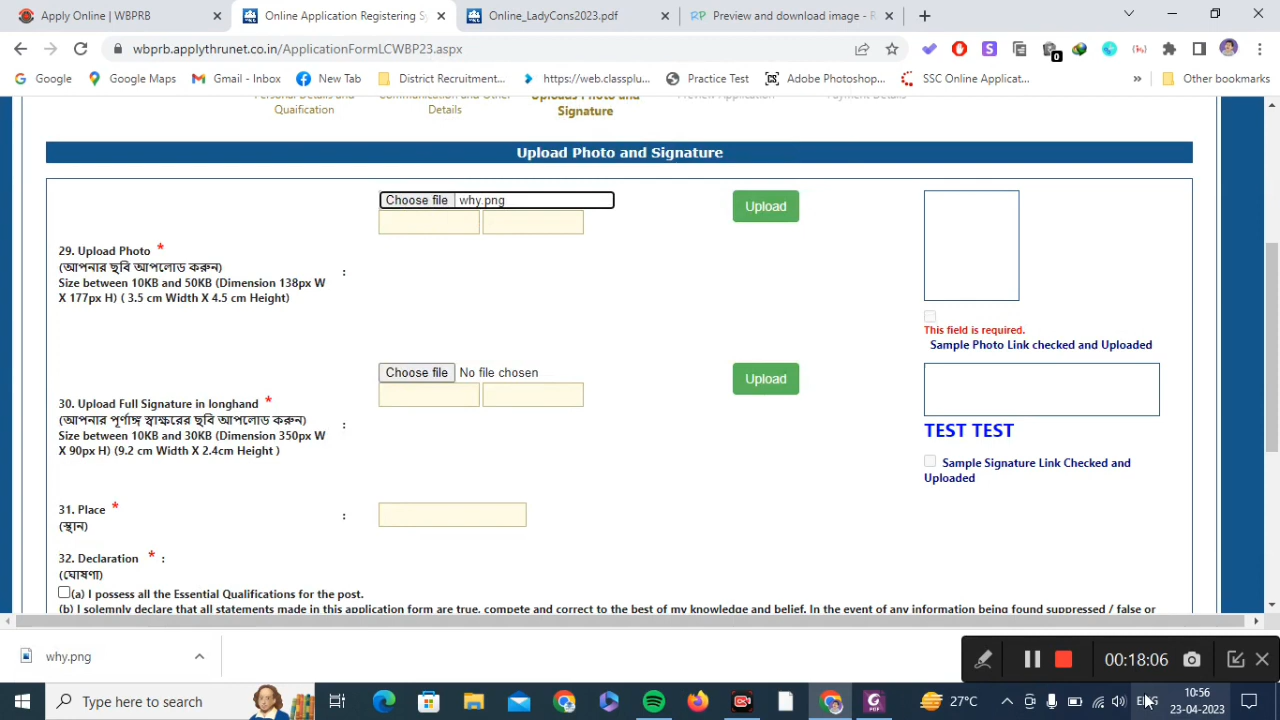 Apply Online | WBPRB
Online Application Registering Sy
Online_LadyCons2023.pdf
Preview and download image - R
wbprb.applythrunet.co.in/ApplicationFormLCWBP23.aspx
0
Google
Google Maps
Gmail - Inbox
New Tab
District Recruitment...
https://web.classplu...
Practice Test
Adobe Photoshop...
SSC Online Applicat...
»
Other bookmarks
Personal Details and
Qualification
Communication and Other
Details
Uploads Photo and
Signature
Preview Application
Payment Details
Upload Photo and Signature
Choose file why.png
Upload
29. Upload Photo *
(আপনার ছবি আপলোড করুন)
Size between 10KB and 50KB (Dimension 138px W
X 177px H) ( 3.5 cm Width X 4.5 cm Height)
:
This field is required.
Sample Photo Link checked and Uploaded
Choose file No file chosen
Upload
30. Upload Full Signature in longhand *
(আপনার পূর্ণাঙ্গ স্বাক্ষরের ছবি আপলোড করুন)
Size between 10KB and 30KB (Dimension 350px W
X 90px H) (9.2 cm Width X 2.4cm Height )
:
TEST TEST
Sample Signature Link Checked and
Uploaded
31. Place *
(স্থান)
:
32. Declaration * :
(ঘোষণা)
(a) I possess all the Essential Qualifications for the post.
(b) I solemnly declare that all statements made in this application form are true, compete and correct to the best of my knowledge and belief. In the event of any information being found suppressed / false or
why.png
00:18:06
Type here to search
27°C
ENG
10:56
23-04-2023